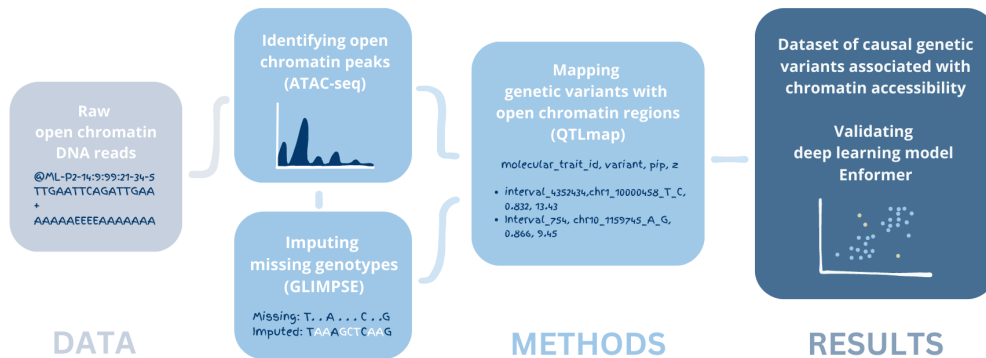 Raw
open chromatin
DNA reads
@ML-P2-14:9:99:21-34-5
TTGAATTCAGATTGAA
+
AAAAAEEEEAAAAAAA
Identifying open
chromatin peaks
(ATAC-seq)
Imputing
missing genotypes
(GLIMPSE)
Missing: T..A...C..G
Imputed: TAAAGCTCAAG
Mapping
genetic variants with
open chromatin regions
(QTLmap)
molecular_trait_id, variant, pip, z
• interval_4352434,chr1_10000458_T_C,
0.832, 13.43
• Interval_754, chr10_1159745_A_G,
0.866, 9.45
Dataset of causal genetic
variants associated with
chromatin accessibility
Validating
deep learning model
Enformer
DATA
METHODS
RESULTS